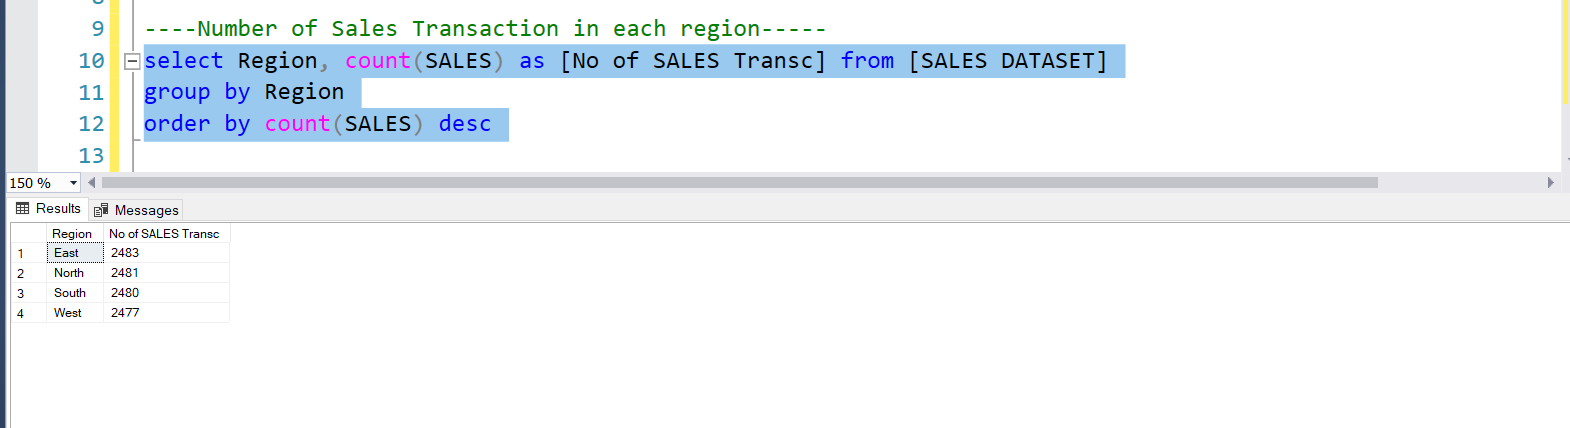 9 ----Number of Sales Transaction in each region-----
10 select Region, count(SALES) as [No of SALES Transc] from [SALES DATASET]
11 group by Region
12 order by count(SALES) desc
13
150 %
Results Messages
Region No of SALES Transc
1 East 2483
2 North 2481
3 South 2480
4 West 2477